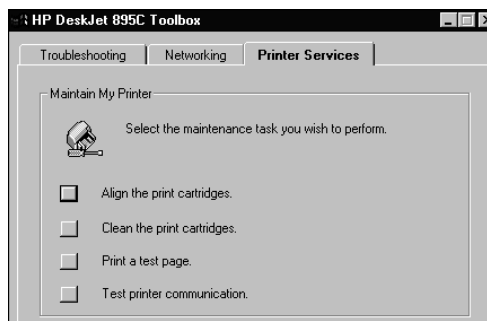 HP DeskJet 895C Toolbox
Troubleshooting Networking Printer Services
Maintain My Printer
Select the maintenance task you wish to perform.
Align the print cartridges.
Clean the print cartridges.
Print a test page.
Test printer communication.